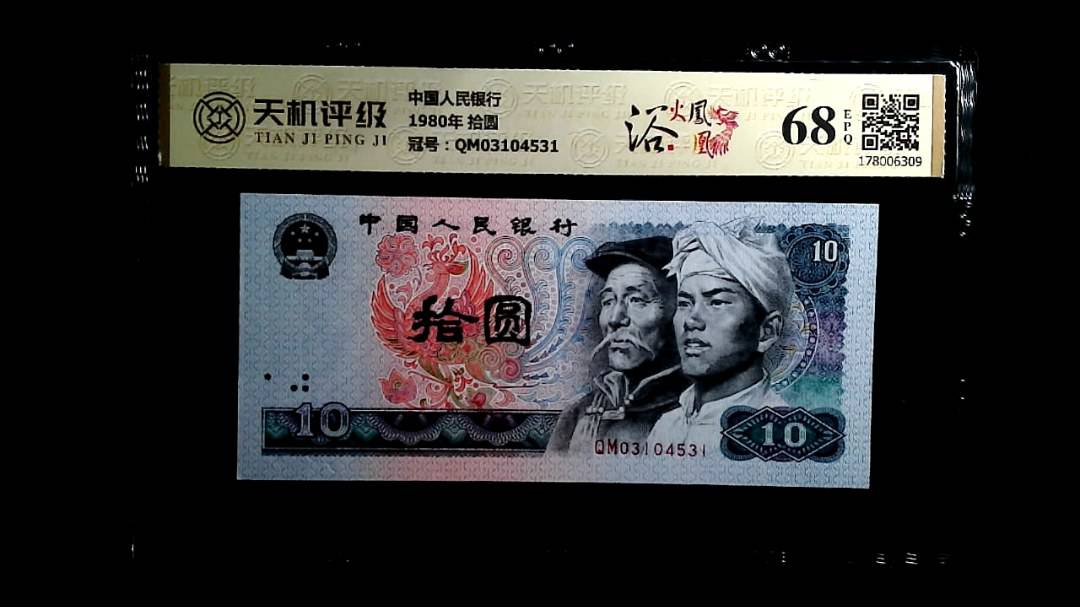 天机评级
TIAN JI PING JI
中国人民银行
1980年 拾圆
冠号：QM03104531
浴火凤凰
68
EPQ
178006309
中国人民银行
10
拾圆
10
QM03104531
10